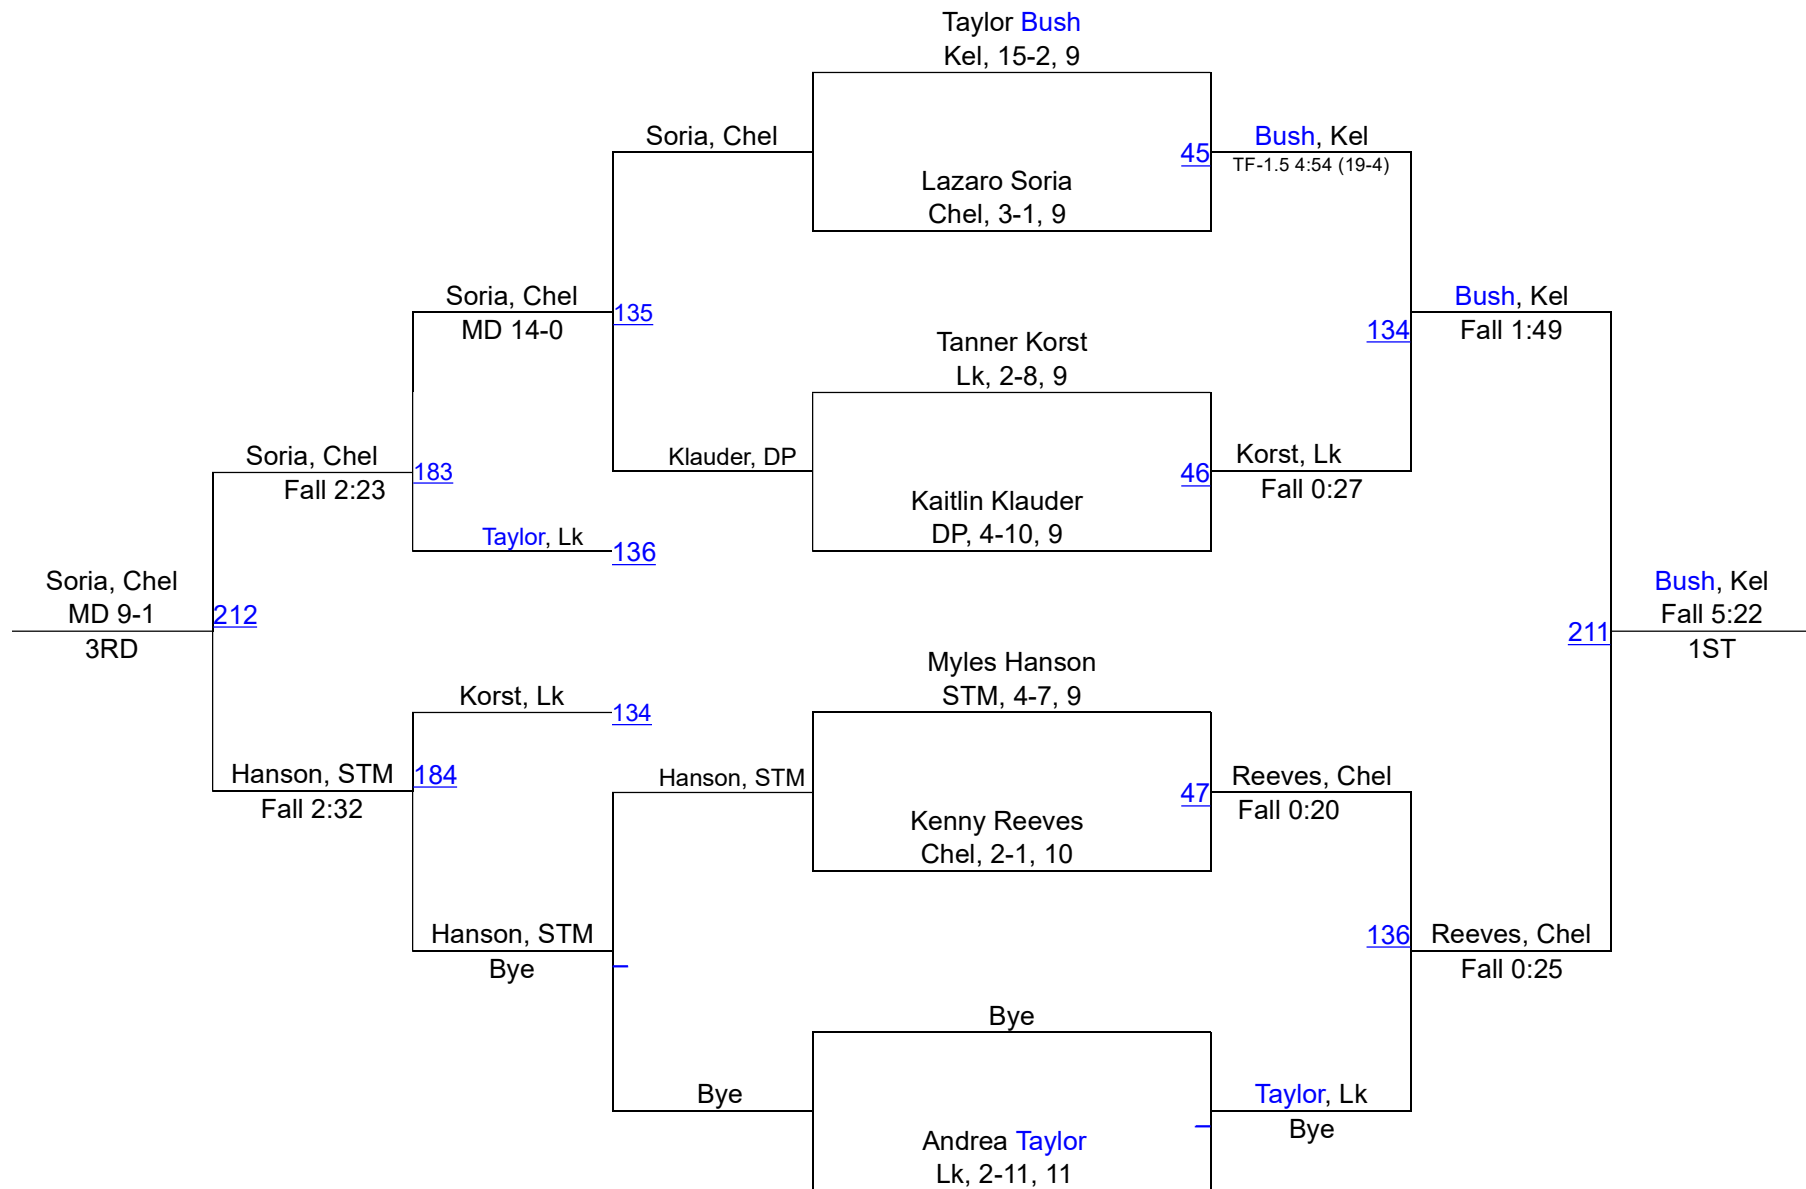 Taylor Bush
Kel, 15-2, 9
Soria, Chel
45
Bush, Kel
TF-1.5 4:54 (19-4)
Lazaro Soria
Chel, 3-1, 9
Soria, Chel
MD 14-0
135
Bush, Kel
Fall 1:49
134
Tanner Korst
Lk, 2-8, 9
Soria, Chel
Fall 2:23
183
Klauder, DP
46
Korst, Lk
Fall 0:27
Kaitlin Klauder
DP, 4-10, 9
Taylor, Lk
136
Soria, Chel
MD 9-1
3RD
212
Bush, Kel
Fall 5:22
1ST
211
Myles Hanson
STM, 4-7, 9
Korst, Lk
134
Hanson, STM
Fall 2:32
184
Hanson, STM
47
Reeves, Chel
Fall 0:20
Kenny Reeves
Chel, 2-1, 10
Hanson, STM
Bye
136
Reeves, Chel
Fall 0:25
Bye
Bye
Taylor, Lk
Bye
Andrea Taylor
Lk, 2-11, 11